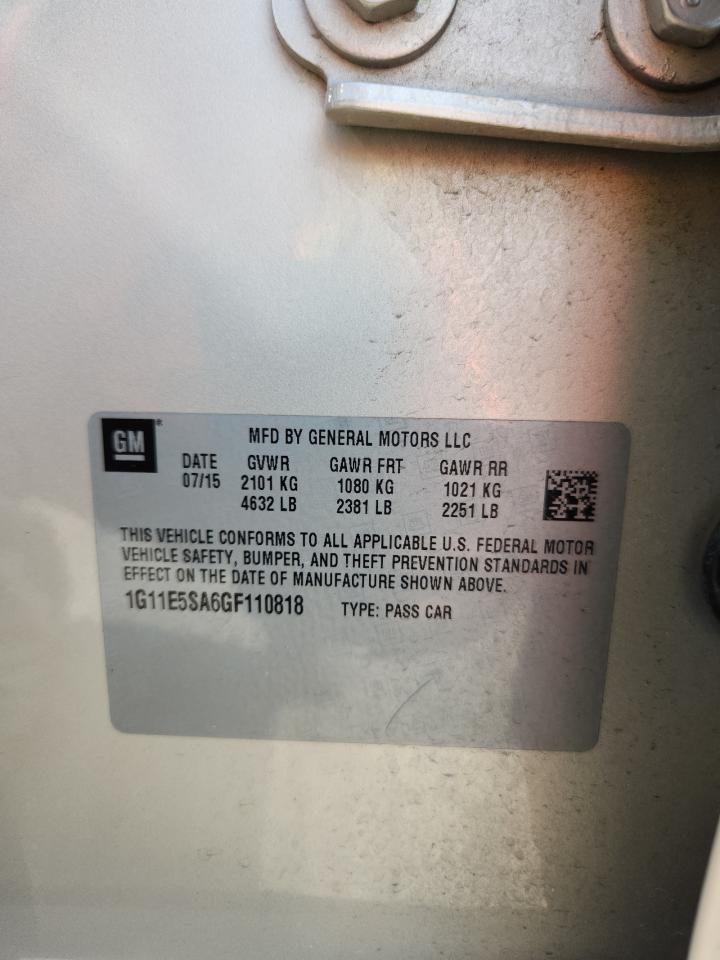 GM
MFD BY GENERAL MOTORS LLC
DATE GVWR GAWR FRT GAWR RR
07/15 2101 KG 1080 KG 1021 KG
4632 LB 2381 LB 2251 LB
THIS VEHICLE CONFORMS TO ALL APPLICABLE U.S. FEDERAL MOTOR
VEHICLE SAFETY, BUMPER, AND THEFT PREVENTION STANDARDS IN
EFFECT ON THE DATE OF MANUFACTURE SHOWN ABOVE.
1G11E5SA6GF110818 TYPE: PASS CAR